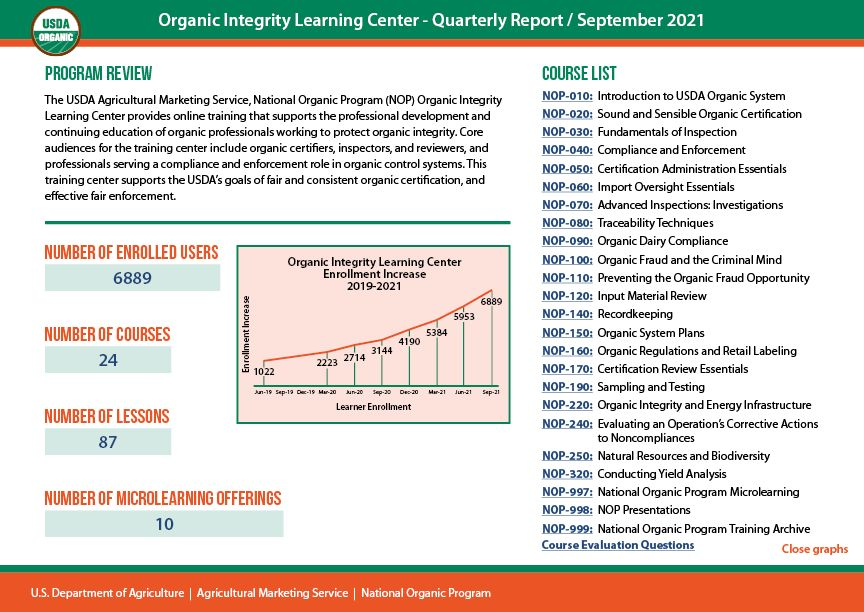 USDA
ORGANIC
Organic Integrity Learning Center - Quarterly Report / September 2021
PROGRAM REVIEW
The USDA Agricultural Marketing Service, National Organic Program (NOP) Organic Integrity
Learning Center provides online training that supports the professional development and
continuing education of organic professionals working to protect organic integrity. Core
audiences for the training center include organic certifiers, inspectors, and reviewers, and
professionals serving a compliance and enforcement role in organic control systems. This
training center supports the USDA's goals of fair and consistent organic certification, and
effective fair enforcement.
NUMBER OF ENROLLED USERS
6889
NUMBER OF COURSES
24
NUMBER OF LESSONS
87
NUMBER OF MICROLEARNING OFFERINGS
10
Organic Integrity Learning Center
Enrollment Increase
2019-2021
Enrollment Increase
1022
2223
2714
3144
4190
5384
5953
6889
Jun-19 Sep-19 Dec-19 Mar-20 Jun-20 Sep-20 Dec-20 Mar-21 Jun-21 Sep-21
Learner Enrollment
COURSE LIST
NOP-010: Introduction to USDA Organic System
NOP-020: Sound and Sensible Organic Certification
NOP-030: Fundamentals of Inspection
NOP-040: Compliance and Enforcement
NOP-050: Certification Administration Essentials
NOP-060: Import Oversight Essentials
NOP-070: Advanced Inspections: Investigations
NOP-080: Traceability Techniques
NOP-090: Organic Dairy Compliance
NOP-100: Organic Fraud and the Criminal Mind
NOP-110: Preventing the Organic Fraud Opportunity
NOP-120: Input Material Review
NOP-140: Recordkeeping
NOP-150: Organic System Plans
NOP-160: Organic Regulations and Retail Labeling
NOP-170: Certification Review Essentials
NOP-190: Sampling and Testing
NOP-220: Organic Integrity and Energy Infrastructure
NOP-240: Evaluating an Operation's Corrective Actions
to Noncompliances
NOP-250: Natural Resources and Biodiversity
NOP-320: Conducting Yield Analysis
NOP-997: National Organic Program Microlearning
NOP-998: NOP Presentations
NOP-999: National Organic Program Training Archive
Course Evaluation Questions
Close graphs
U.S. Department of Agriculture | Agricultural Marketing Service | National Organic Program